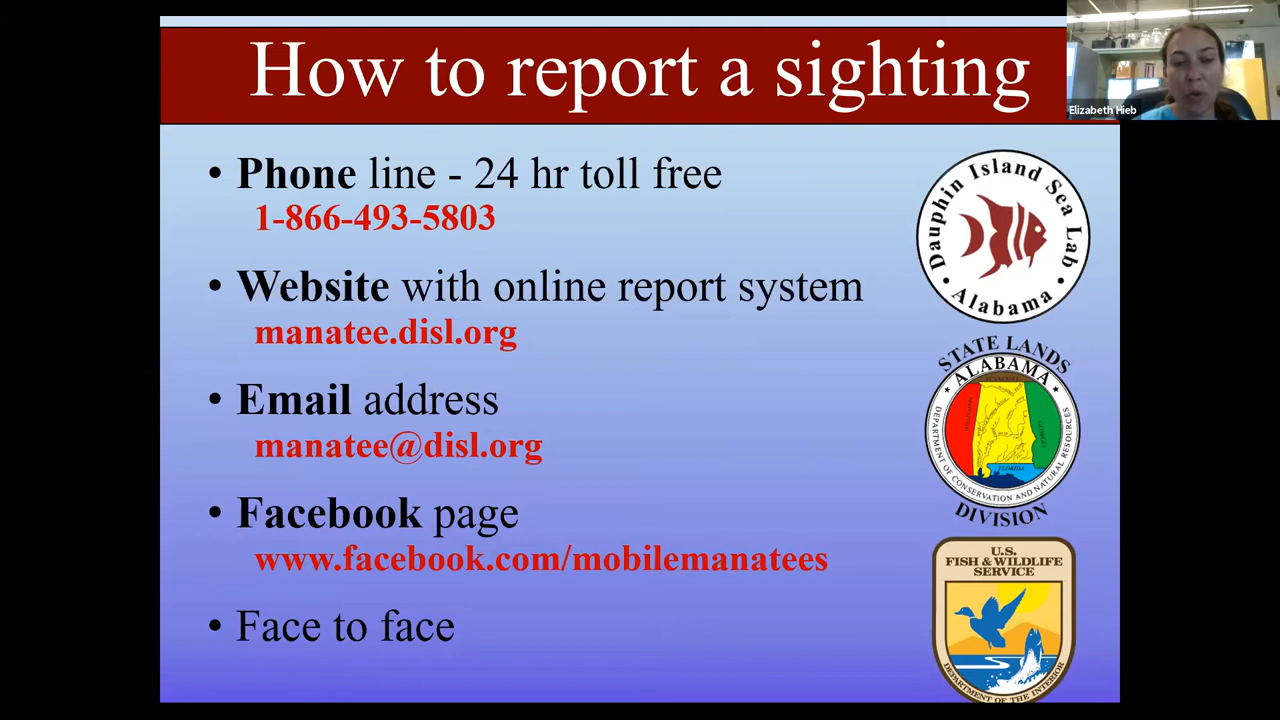 How to report a sighting
Elizabeth Hieb
• Phone line - 24 hr toll free
1-866-493-5803
• Website with online report system
manatee.disl.org
• Email address
manatee@disl.org
• Facebook page
www.facebook.com/mobilemanatees
• Face to face
Dauphin Island Sea Lab
• Alabama •
STATE LANDS
ALABAMA
DEPARTMENT OF CONSERVATION AND NATURAL RESOURCES
FLORIDA
DIVISION
U.S.
FISH & WILDLIFE
SERVICE
DEPARTMENT OF THE INTERIOR